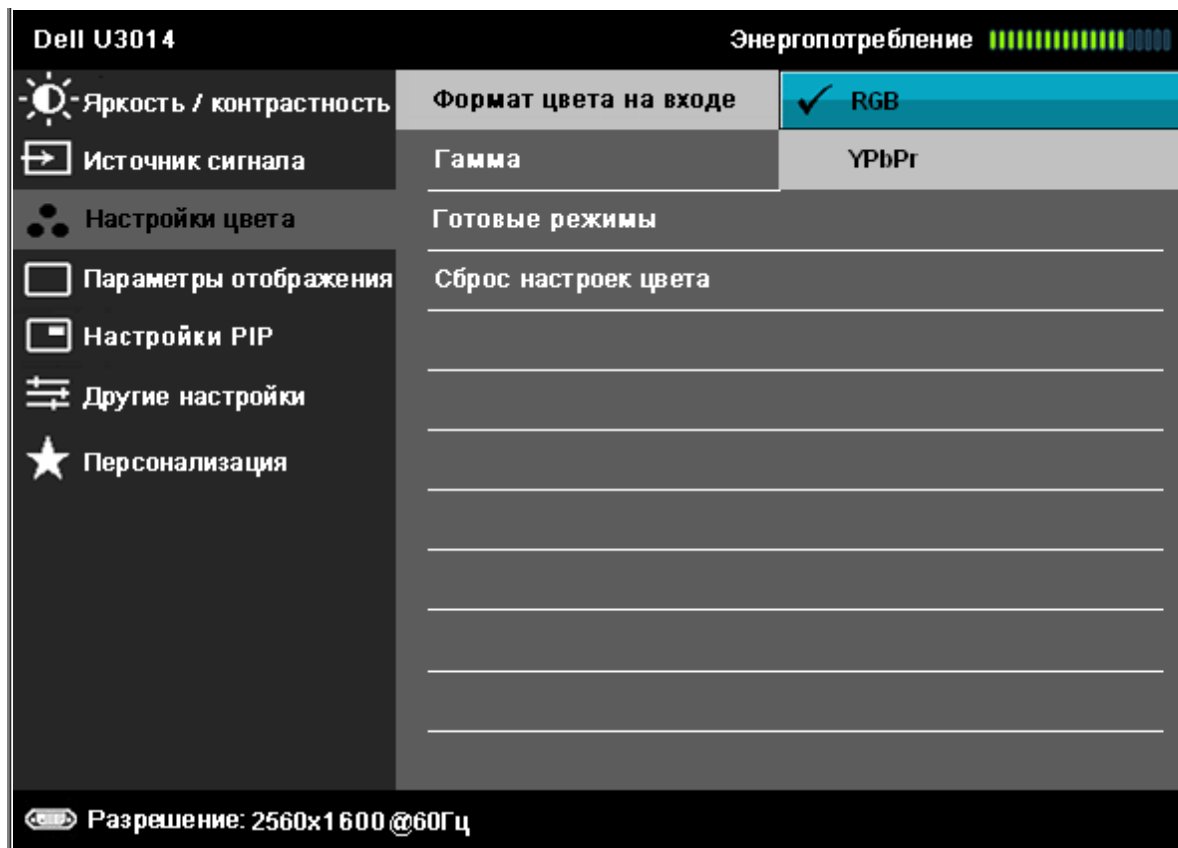 Dell U3014
Энергопотребление
Яркость / контрастность
Формат цвета на входе
RGB
Источник сигнала
Гамма
YPbPr
Настройки цвета
Готовые режимы
Параметры отображения
Сброс настроек цвета
Настройки PIP
Другие настройки
Персонализация
Разрешение: 2560x1600 @60Гц